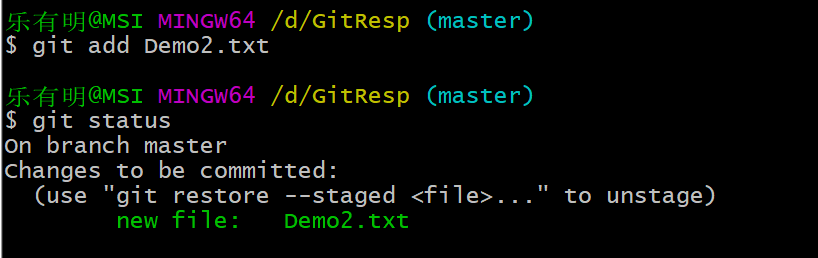 乐有明@MSI MINGW64 /d/GitResp (master)
$ git add Demo2.txt
乐有明@MSI MINGW64 /d/GitResp (master)
$ git status
On branch master
Changes to be committed:
  (use "git restore --staged <file>..." to unstage)
        new file:   Demo2.txt